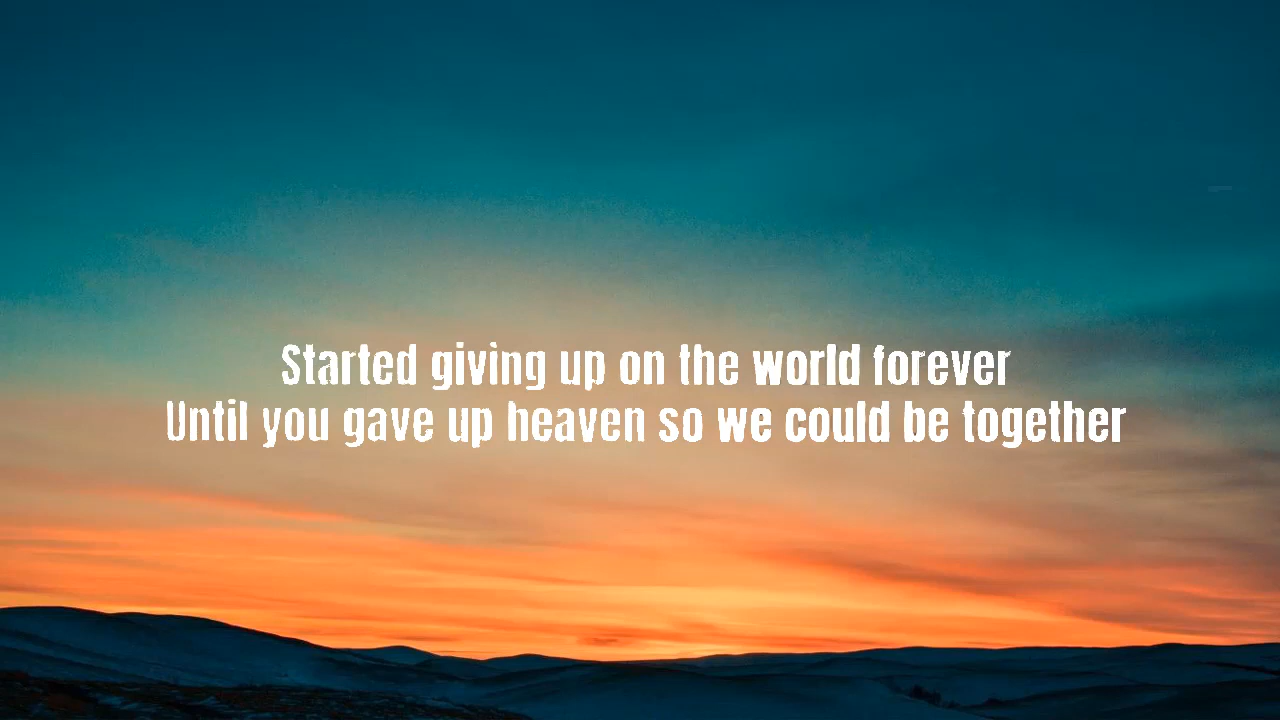 Started giving up on the world forever
Until you gave up heaven so we could be together